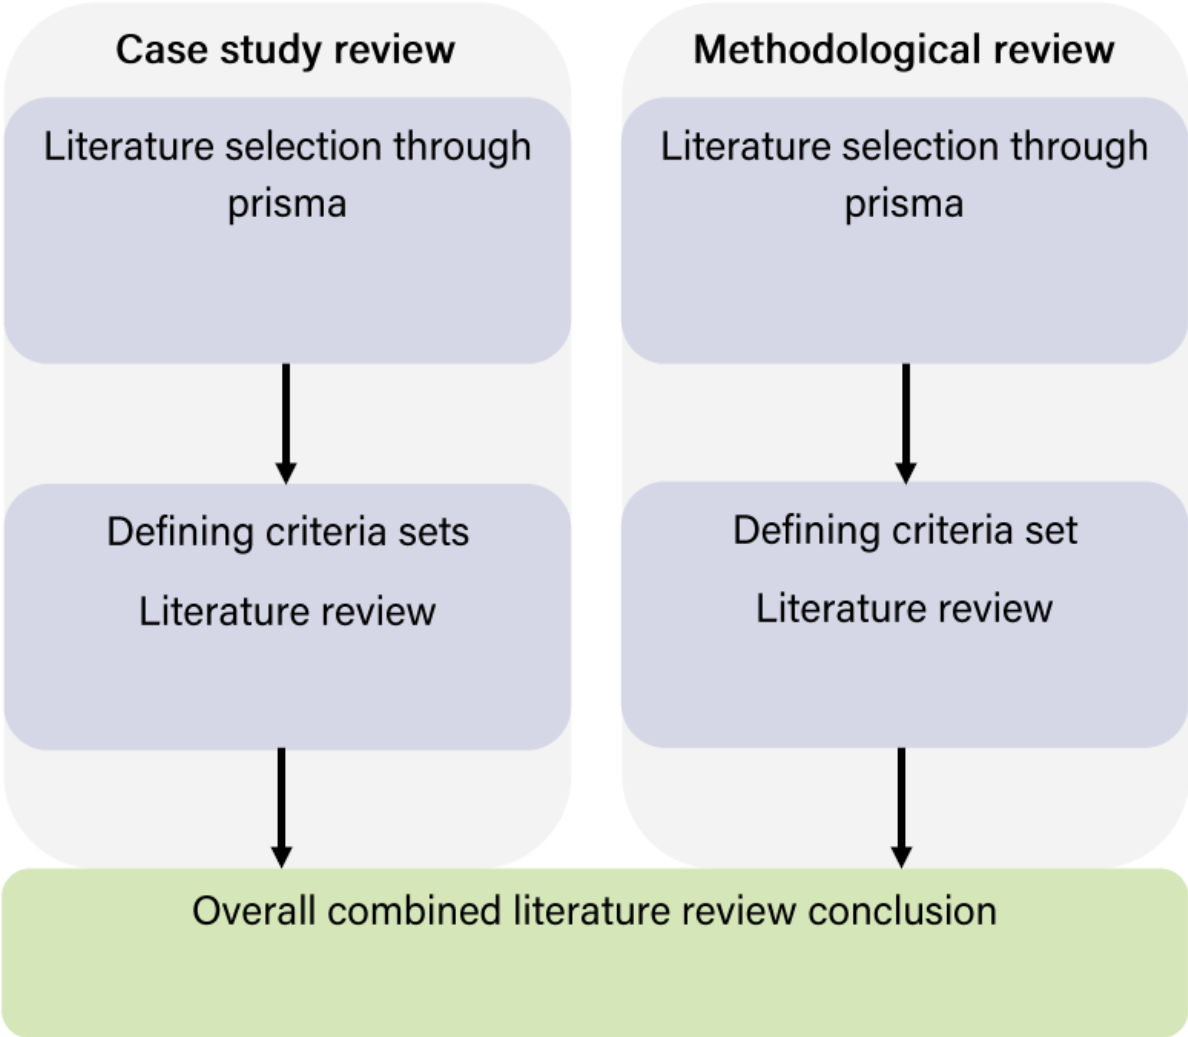 Case study review
Literature selection through
prisma
Defining criteria sets
Literature review
Methodological review
Literature selection through
prisma
Defining criteria set
Literature review
Overall combined literature review conclusion